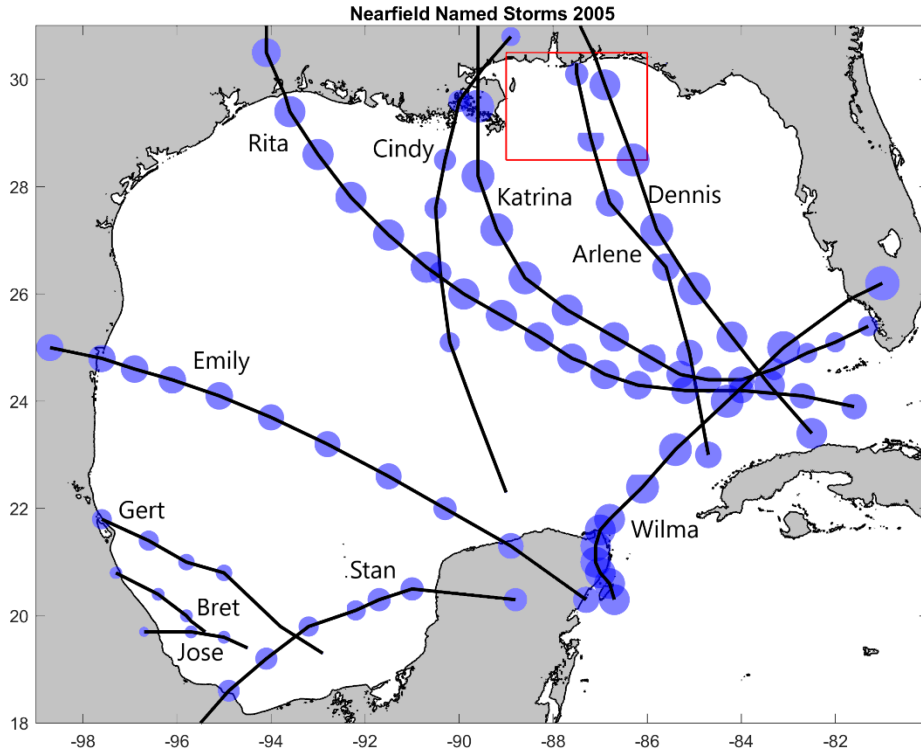 Nearfield Named Storms 2005
30
28
26
24
22
20
18
Rita
Cindy
Katrina
Dennis
Arlene
Emily
Gert
Stan
Wilma
Bret
Jose
-98
-96
-94
-92
-90
-88
-86
-84
-82